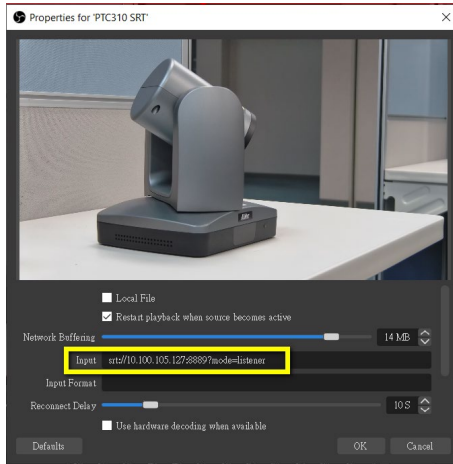 Properties for 'PTC310 SRT'
Local File
Restart playback when source becomes active
Network Buffering 14 MB
Input srt://10.100.105.127:8889?mode=listener
Input Format
Reconnect Delay 10 S
Use hardware decoding when available
Defaults OK Cancel